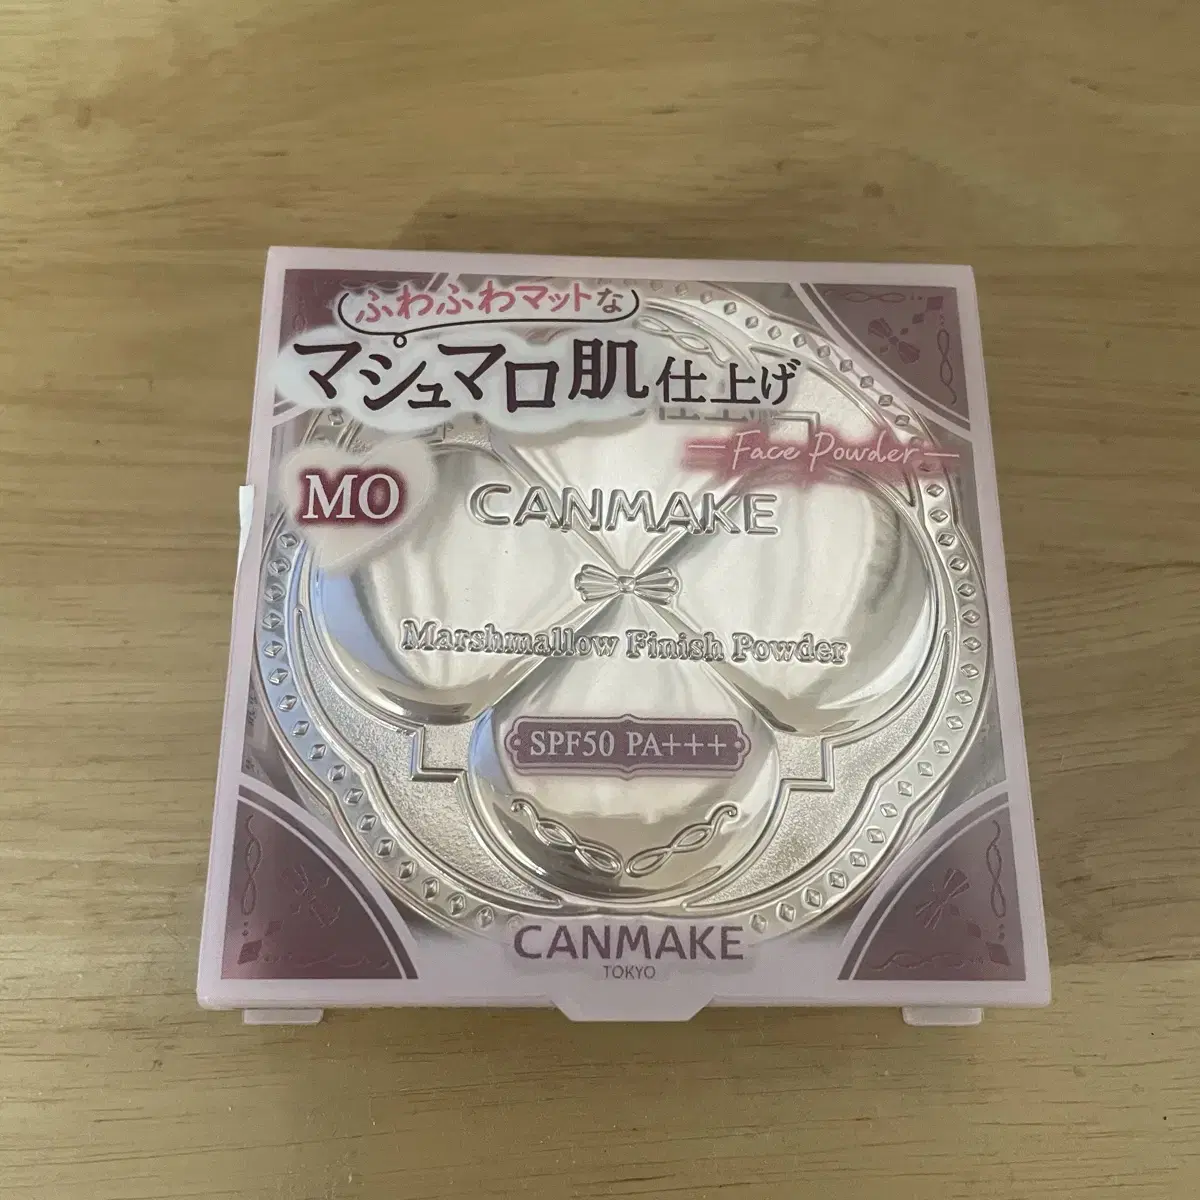 ふわふわマットな
マシュマロ肌仕上げ
Face Powder
MO
CANMAKE
Marshmallow Finish Powder
SPF50 PA+++
CANMAKE
TOKYO